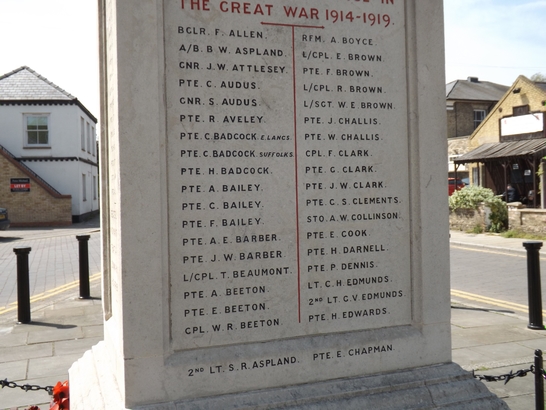 THE GREAT WAR 1914-1919.
BGLR. F. ALLEN.
A/B. B.W. ASPLAND.
GNR. J.W. ATTLESEY.
PTE. C. AUDUS.
GNR. S. AUDUS.
PTE. R. AVELEY.
PTE. C. BADCOCK E. LANCS.
PTE. C. BADCOCK SUFFOLKS
PTE. H. BADCOCK.
PTE. A. BAILEY.
PTE. C. BAILEY.
PTE. F. BAILEY.
PTE. A. E. BARBER.
PTE. J. W. BARBER
L/CPL. T. BEAUMONT.
PTE. A. BEETON.
PTE. E. BEETON.
CPL. W. R. BEETON.
RFM. A. BOYCE.
L/CPL. E. BROWN.
PTE. F. BROWN.
L/CPL. R. BROWN.
L/SGT. W. E. BROWN.
PTE. J. CHALLIS.
PTE. W. CHALLIS.
CPL. F. CLARK.
PTE. G. CLARK.
PTE. J. W. CLARK.
PTE. C. S. CLEMENTS.
STO. A.W. COLLINSON.
PTE. E. COOK.
PTE. H. DARNELL.
PTE. P. DENNIS.
LT. C. H. EDMUNDS.
2ND LT. G. V. EDMUNDS.
PTE. H. EDWARDS.
2ND LT. S. R. ASPLAND. PTE. E. CHAPMAN